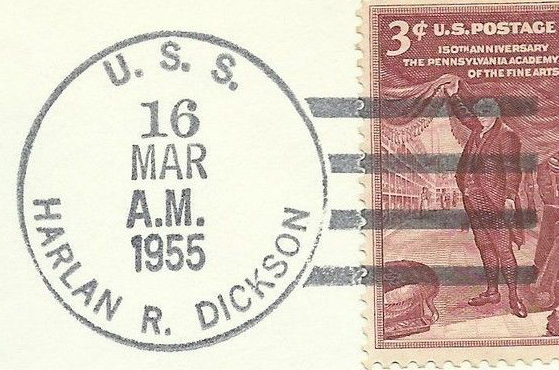 U. S. S.
16
MAR
A.M.
1955
HARLAN R. DICKSON
3¢ U.S. POSTAGE
150TH ANNIVERSARY
THE PENNSYLVANIA ACADEMY
OF THE FINE ARTS